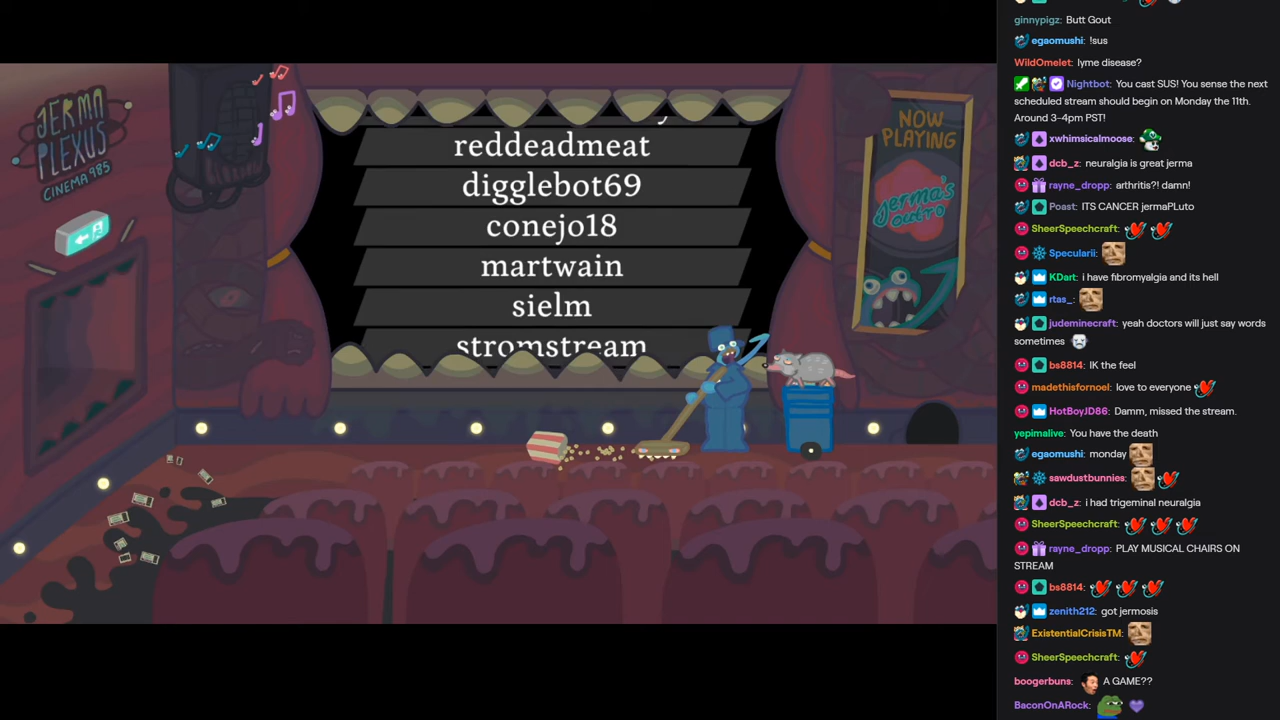 JERMA
PLEXUS
CINEMA 985
reddeadmeat
digglebot69
conejo18
martwain
sielm
stromstream
NOW
PLAYING
jerma's
outro
ginnypigz: Butt Gout
egaomushi: !sus
WildOmelet: lyme disease?
Nightbot: You cast SUS! You sense the next
scheduled stream should begin on Monday the 11th.
Around 3-4pm PST!
xwhimsicalmoose:
dcb_z: neuralgia is great jerma
rayne_dropp: arthritis?! damn!
Poast: ITS CANCER jermaPLuto
SheerSpeechcraft:
Specularii:
KDart: i have fibromyalgia and its hell
rtas_:
judeminecraft: yeah doctors will just say words
sometimes
bs8814: IK the feel
madethisfornoel: love to everyone
HotBoyJD86: Damm, missed the stream.
yepimalive: You have the death
egaomushi: monday
sawdustbunnies:
dcb_z: i had trigeminal neuralgia
SheerSpeechcraft:
rayne_dropp: PLAY MUSICAL CHAIRS ON
STREAM
bs8814:
zenith212: got jermosis
ExistentialCrisisTM:
SheerSpeechcraft:
boogerbuns: A GAME??
BaconOnARock: